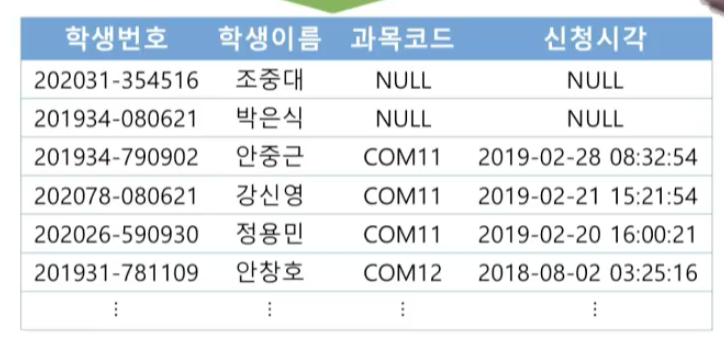 학생번호 학생이름 과목코드 신청시각
202031-354516 조중대 NULL NULL
201934-080621 박은식 NULL NULL
201934-790902 안중근 COM11 2019-02-28 08:32:54
202078-080621 강신영 COM11 2019-02-21 15:21:54
202026-590930 정용민 COM11 2019-02-20 16:00:21
201931-781109 안창호 COM12 2018-08-02 03:25:16
⋮ ⋮ ⋮ ⋮